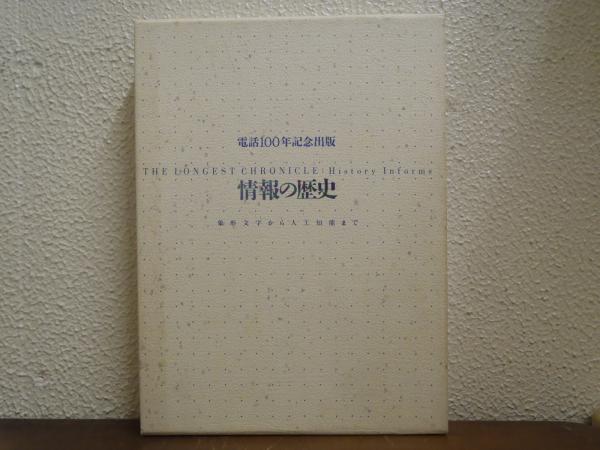 電話100年記念出版
THE LONGEST CHRONICLE: History Informs
情報の歴史
象形文字から人工知能まで